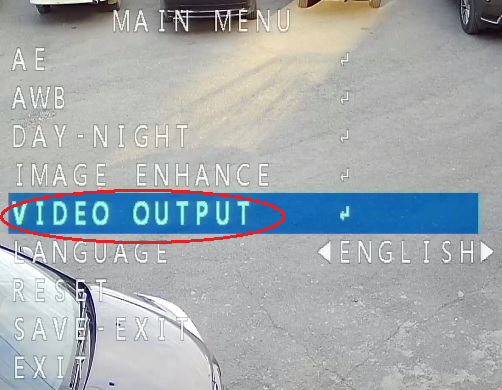 MAIN MENU
AE ↵
AWB ↵
DAY-NIGHT ↵
IMAGE ENHANCE ↵
VIDEO OUTPUT ↵
LANGUAGE ◀ENGLISH▶
RESET
SAVE-EXIT
EXIT